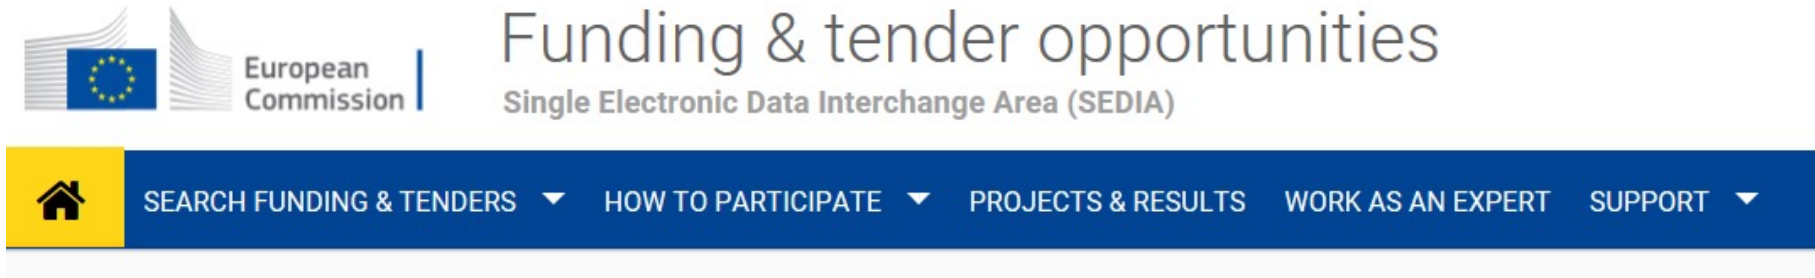 European
Commission
Funding & tender opportunities
Single Electronic Data Interchange Area (SEDIA)
SEARCH FUNDING & TENDERS HOW TO PARTICIPATE PROJECTS & RESULTS WORK AS AN EXPERT SUPPORT